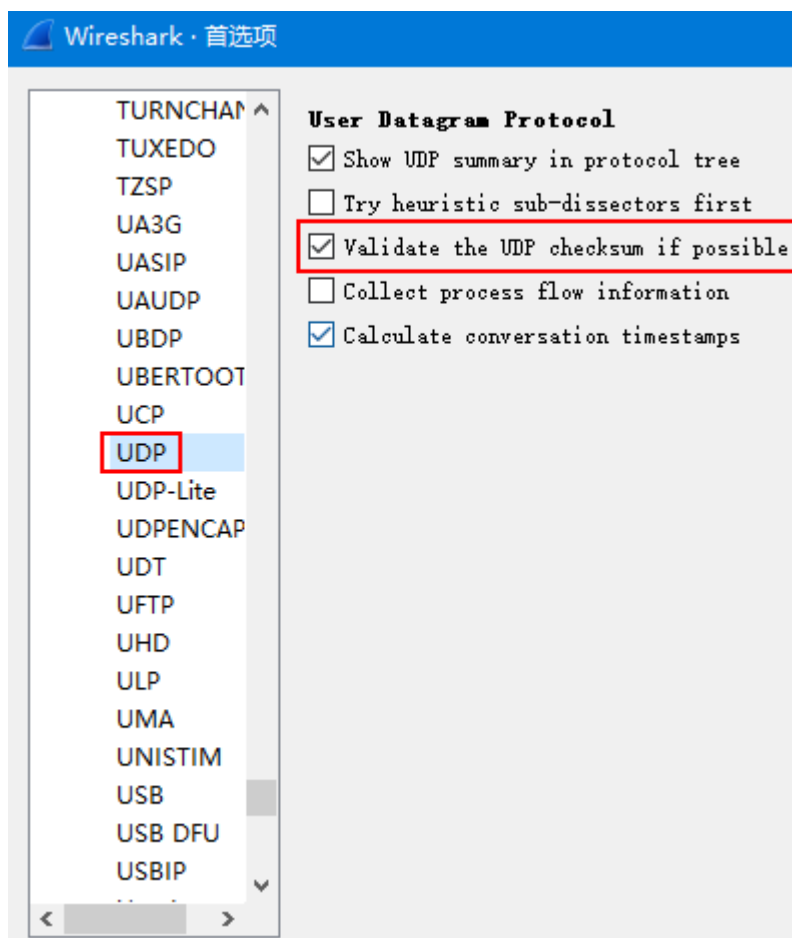 Wireshark · 首选项
TURNCHAN
TUXEDO
TZSP
UA3G
UASIP
UAUDP
UBDP
UBERTOOT
UCP
UDP
UDP-Lite
UDPENCAP
UDT
UFTP
UHD
ULP
UMA
UNISTIM
USB
USB DFU
USBIP
User Datagram Protocol
Show UDP summary in protocol tree
Try heuristic sub-dissectors first
Validate the UDP checksum if possible
Collect process flow information
Calculate conversation timestamps